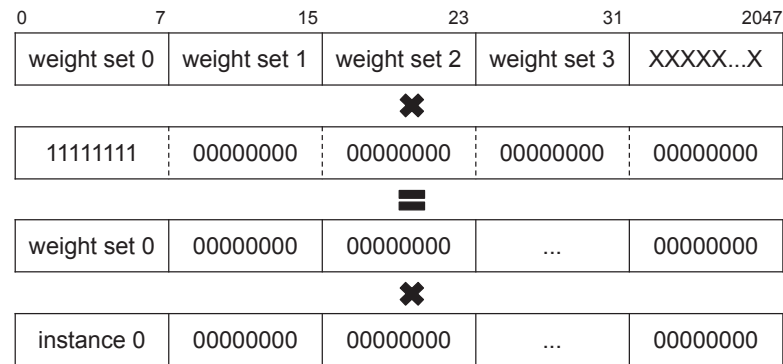 0 7 15 23 31 2047
weight set 0 weight set 1 weight set 2 weight set 3 XXXXX...X
✖
11111111 00000000 00000000 00000000 00000000
=
weight set 0 00000000 00000000 ... 00000000
✖
instance 0 00000000 00000000 ... 00000000